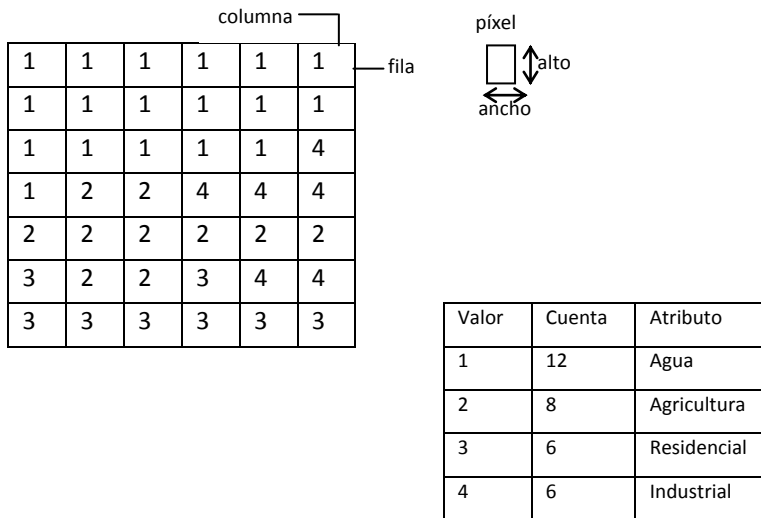 columna
píxel
1 1 1 1 1 1
fila
alto
1 1 1 1 1 1
ancho
1 1 1 1 1 4
1 2 2 4 4 4
2 2 2 2 2 2
3 2 2 3 4 4
3 3 3 3 3 3
Valor Cuenta Atributo
1 12 Agua
2 8 Agricultura
3 6 Residencial
4 6 Industrial